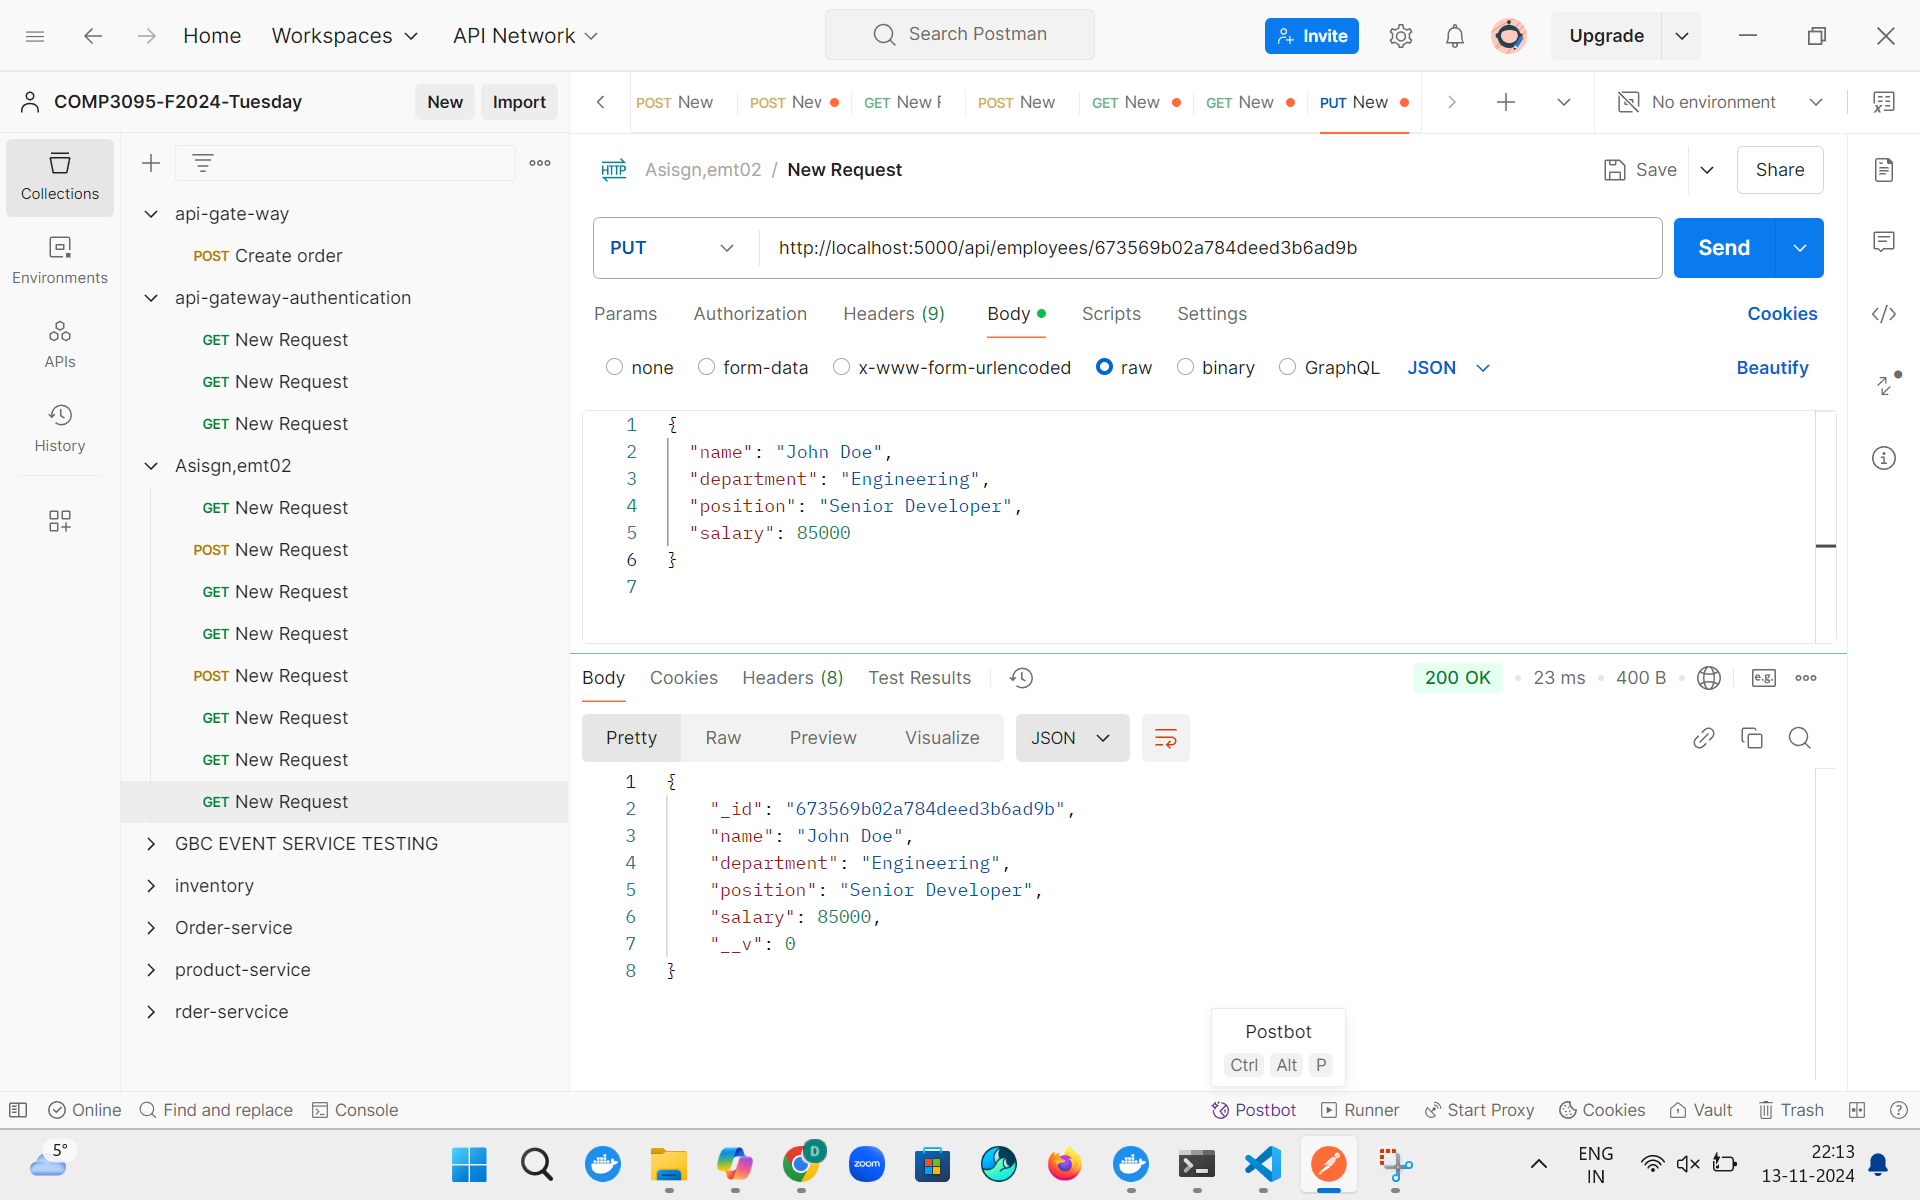 Home
Workspaces
API Network
Search Postman
Invite
Upgrade
COMP3095-F2024-Tuesday
New
Import
POST New
POST Nev
GET New F
POST New
GET New
GET New
PUT New
No environment
Collections
Environments
APIs
History
api-gate-way
POST Create order
api-gateway-authentication
GET New Request
GET New Request
GET New Request
Asisgn,emt02
GET New Request
POST New Request
GET New Request
GET New Request
POST New Request
GET New Request
GET New Request
GET New Request
GBC EVENT SERVICE TESTING
inventory
Order-service
product-service
rder-servcice
HTTP Asisgn,emt02 / New Request
Save
Share
PUT
http://localhost:5000/api/employees/673569b02a784deed3b6ad9b
Send
Params
Authorization
Headers (9)
Body
Scripts
Settings
Cookies
none
form-data
x-www-form-urlencoded
raw
binary
GraphQL
JSON
Beautify
1 {
2 "name": "John Doe",
3 "department": "Engineering",
4 "position": "Senior Developer",
5 "salary": 85000
6 }
7
Body
Cookies
Headers (8)
Test Results
200 OK
23 ms
400 B
e.g.
Pretty
Raw
Preview
Visualize
JSON
1 {
2 "_id": "673569b02a784deed3b6ad9b",
3 "name": "John Doe",
4 "department": "Engineering",
5 "position": "Senior Developer",
6 "salary": 85000,
7 "__v": 0
8 }
Postbot
Ctrl Alt P
Online
Find and replace
Console
Postbot
Runner
Start Proxy
Cookies
Vault
Trash
5°
D
zoom
ENG
IN
22:13
13-11-2024